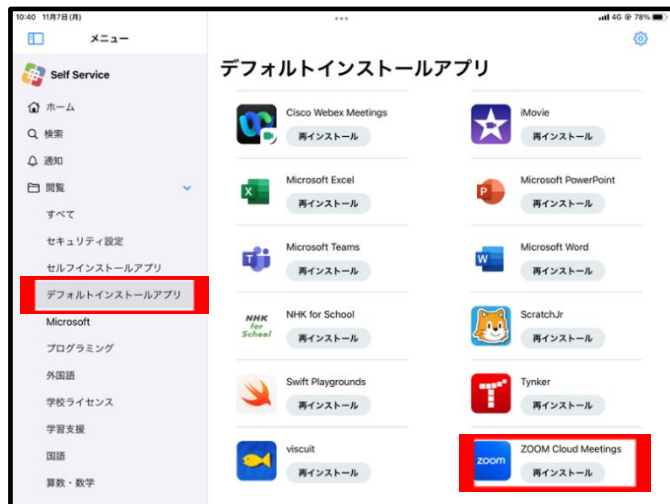 10:40 11月7日(月)
4G 78%
メニュー
Self Service
ホーム
検索
通知
閲覧
すべて
セキュリティ設定
セルフインストールアプリ
デフォルトインストールアプリ
Microsoft
プログラミング
外国語
学校ライセンス
学習支援
国語
算数・数学
デフォルトインストールアプリ
Cisco Webex Meetings
再インストール
iMovie
再インストール
Microsoft Excel
再インストール
Microsoft PowerPoint
再インストール
Microsoft Teams
再インストール
Microsoft Word
再インストール
NHK
for
School
NHK for School
再インストール
ScratchJr
再インストール
Swift Playgrounds
再インストール
Tynker
再インストール
viscuit
再インストール
zoom
ZOOM Cloud Meetings
再インストール